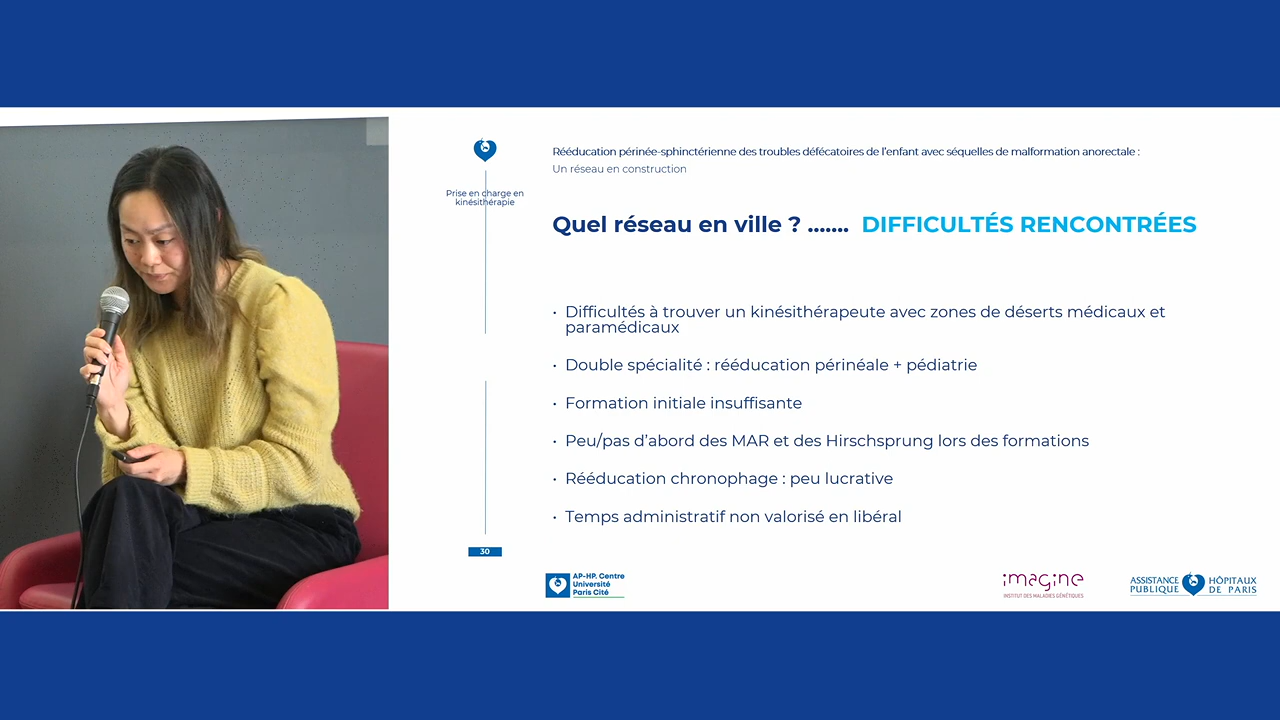 Rééducation périnée-sphinctérienne des troubles défécatoires de l'enfant avec séquelles de malformation anorectale :
Un réseau en construction
Prise en charge en
kinésithérapie
Quel réseau en ville ? ....... DIFFICULTÉS RENCONTRÉES
• Difficultés à trouver un kinésithérapeute avec zones de déserts médicaux et
paramédicaux
• Double spécialité : rééducation périnéale + pédiatrie
• Formation initiale insuffisante
• Peu/pas d'abord des MAR et des Hirschsprung lors des formations
• Rééducation chronophage : peu lucrative
• Temps administratif non valorisé en libéral
30
AP-HP. Centre
Université
Paris Cité
imagine
INSTITUT DES MALADIES GÉNÉTIQUES
ASSISTANCE HÔPITAUX
PUBLIQUE DE PARIS